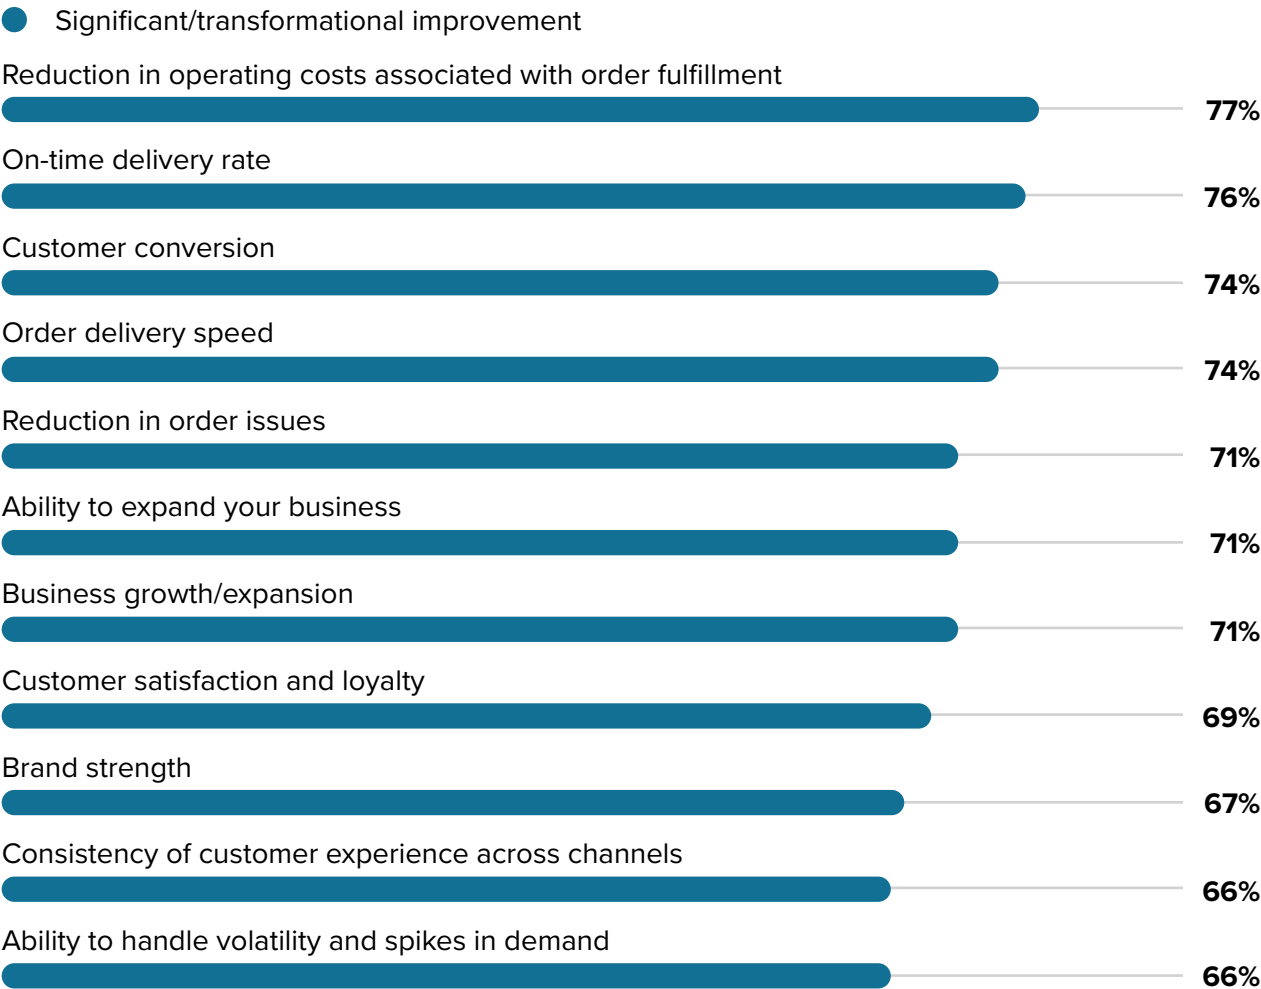 Significant/transformational improvement
Reduction in operating costs associated with order fulfillment
77%
On-time delivery rate
76%
Customer conversion
74%
Order delivery speed
74%
Reduction in order issues
71%
Ability to expand your business
71%
Business growth/expansion
71%
Customer satisfaction and loyalty
69%
Brand strength
67%
Consistency of customer experience across channels
66%
Ability to handle volatility and spikes in demand
66%